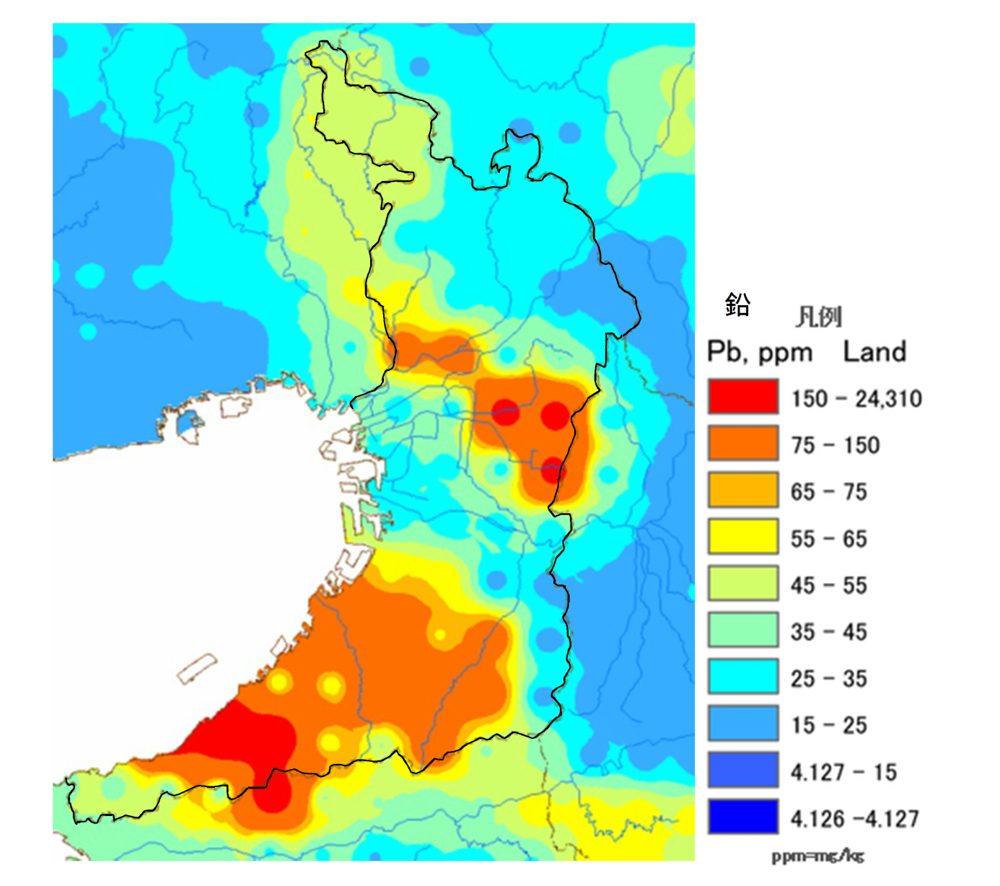 鉛
凡例
Pb, ppm Land
150 − 24,310
75 − 150
65 − 75
55 − 65
45 − 55
35 − 45
25 − 35
15 − 25
4.127 − 15
4.126 −4.127
ppm=mg/kg